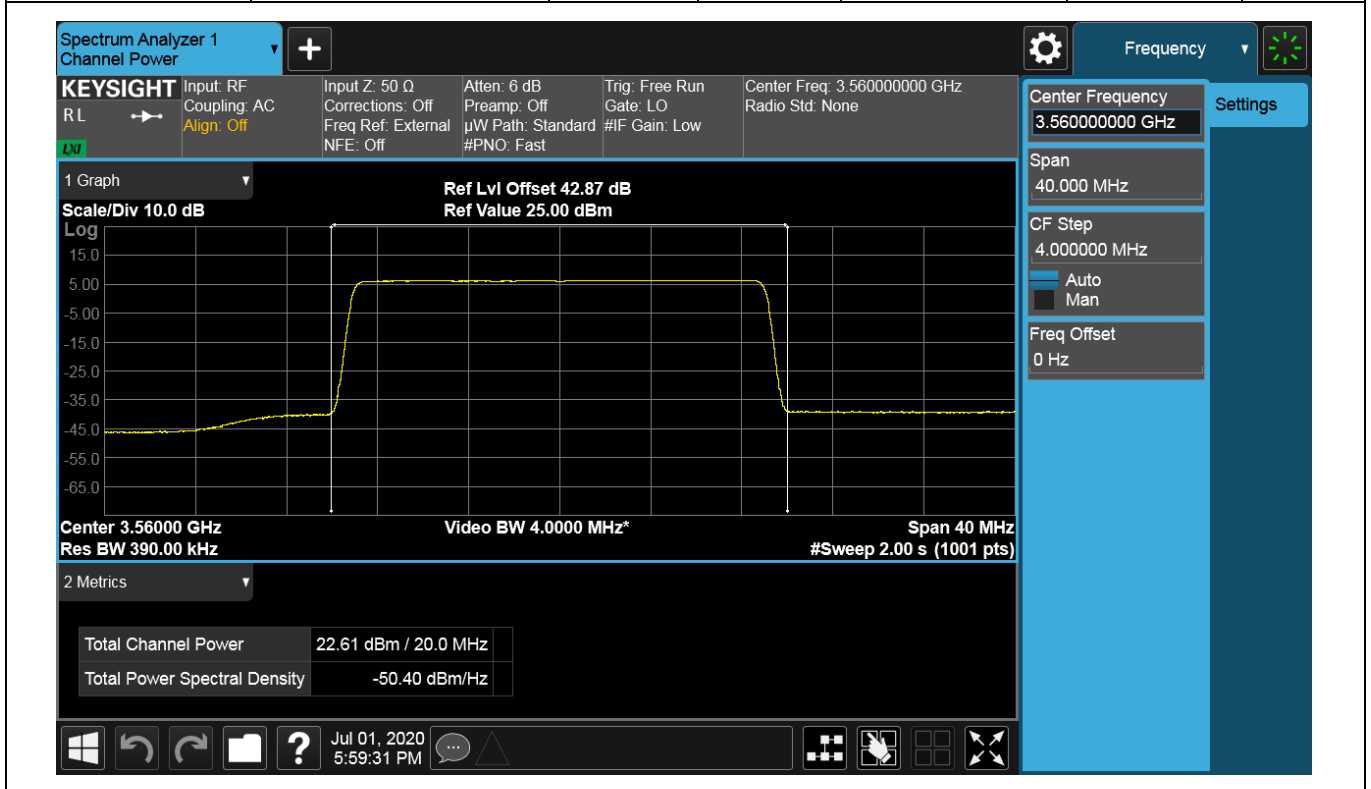 Spectrum Analyzer 1
Channel Power
+
Frequency
KEYSIGHT
RL
LXI
Input: RF
Coupling: AC
Align: Off
Input Z: 50 Ω
Corrections: Off
Freq Ref: External
NFE: Off
Atten: 6 dB
Preamp: Off
µW Path: Standard
#PNO: Fast
Trig: Free Run
Gate: LO
#IF Gain: Low
Center Freq: 3.560000000 GHz
Radio Std: None
Center Frequency
3.560000000 GHz
Settings
Span
40.000 MHz
CF Step
4.000000 MHz
Auto
Man
Freq Offset
0 Hz
1 Graph
Ref Lvl Offset 42.87 dB
Scale/Div 10.0 dB
Ref Value 25.00 dBm
Log
15.0
5.00
-5.00
-15.0
-25.0
-35.0
-45.0
-55.0
-65.0
Center 3.56000 GHz
Video BW 4.0000 MHz*
Span 40 MHz
Res BW 390.00 kHz
#Sweep 2.00 s (1001 pts)
2 Metrics
Total Channel Power 22.61 dBm / 20.0 MHz
Total Power Spectral Density -50.40 dBm/Hz
?
Jul 01, 2020
5:59:31 PM